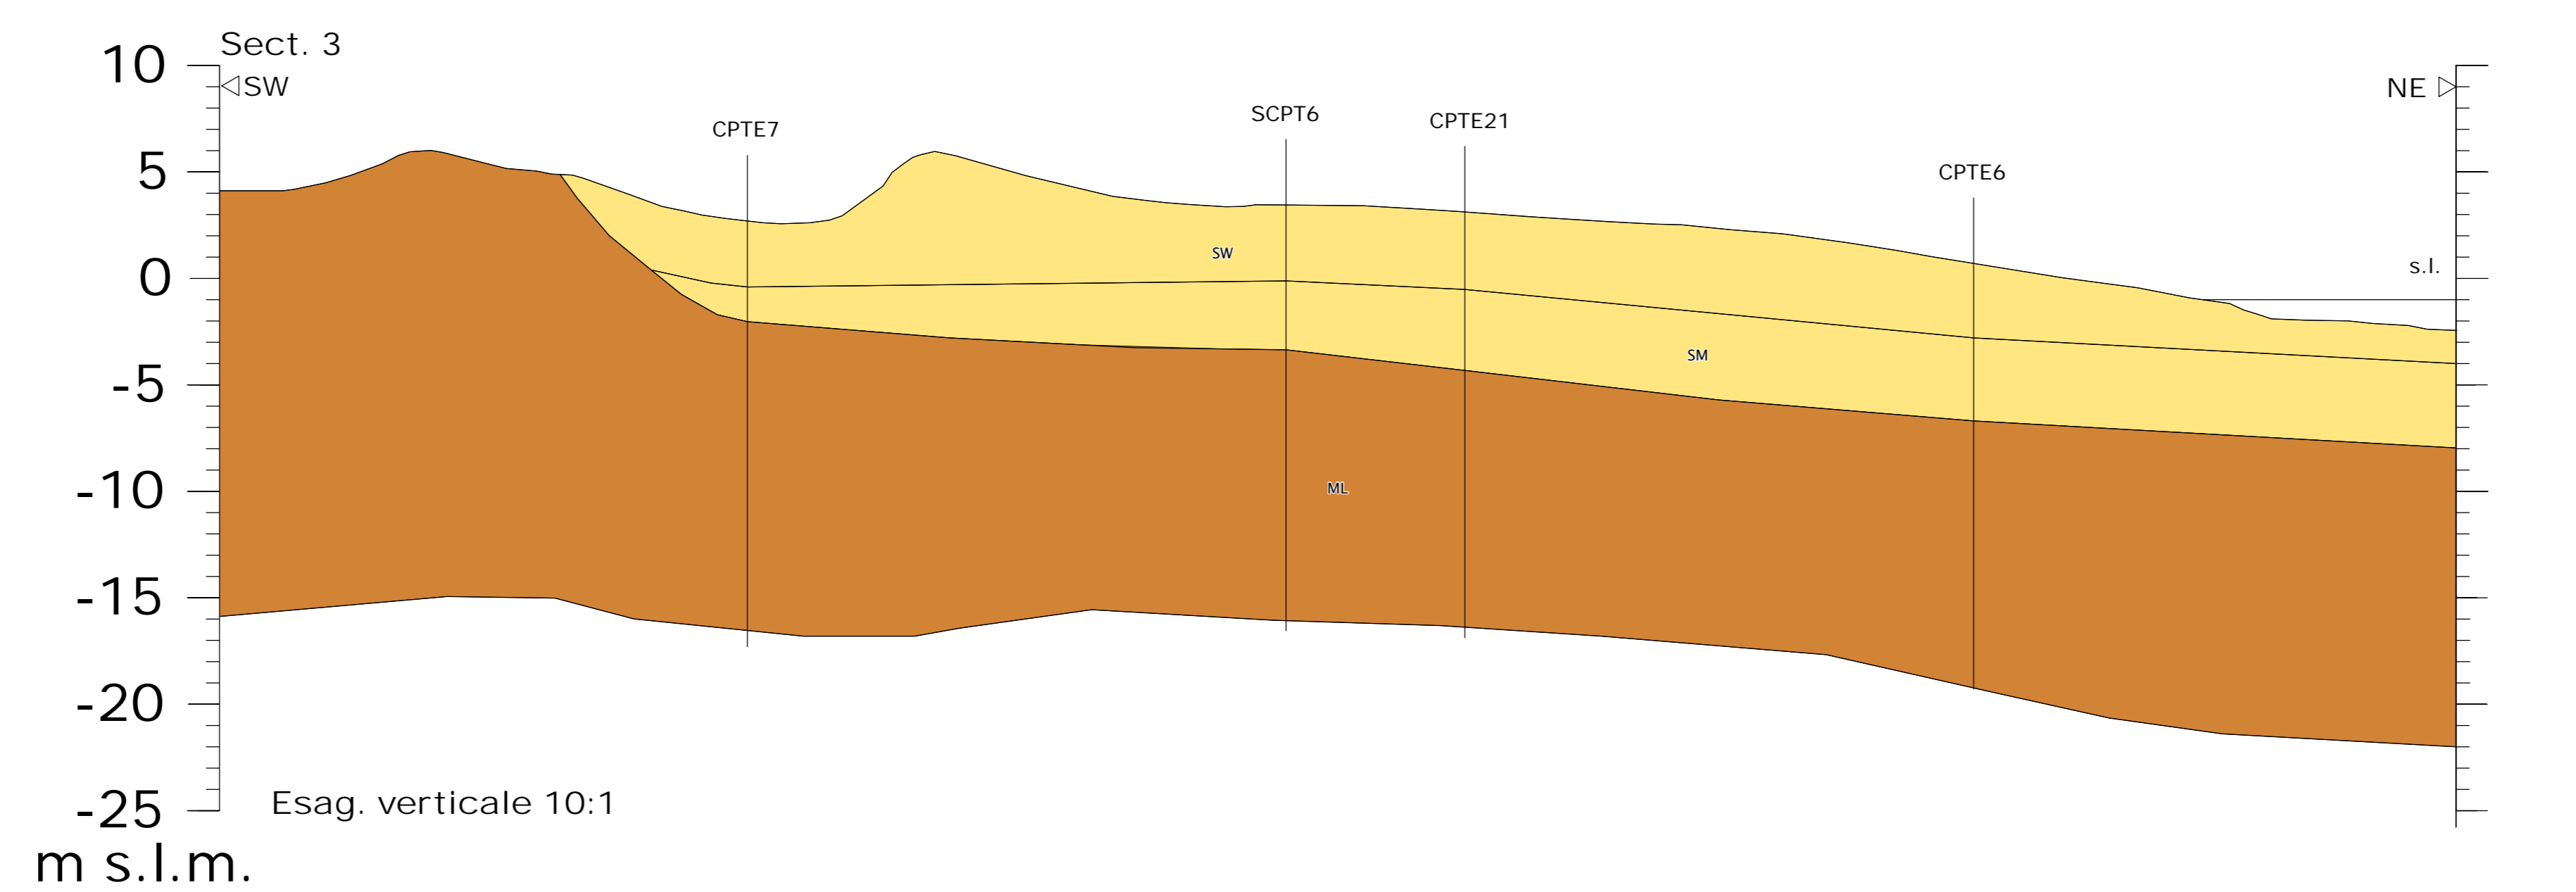 Sect. 3
10
SW
NE
SCPT6
CPTE21
CPTE7
5
CPTE6
SW
s.l.
0
SM
-5
-10
ML
-15
-20
-25
Esag. verticale 10:1
m s.l.m.